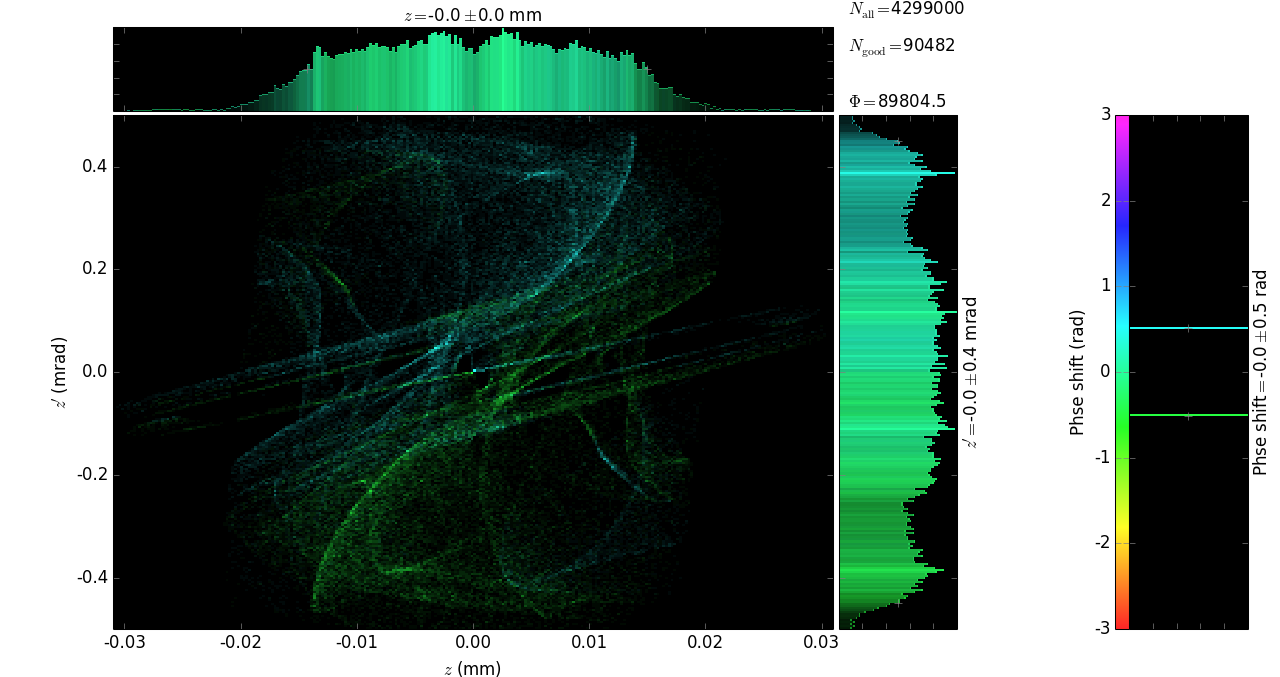 z=-0.0±0.0 mm
N_all=4299000
N_good=90482
Φ=89804.5
0.4
0.2
0.0
-0.2
-0.4
z′ (mrad)
-0.03
-0.02
-0.01
0.00
0.01
0.02
0.03
z (mm)
z′=-0.0±0.4 mrad
3
2
1
0
-1
-2
-3
Phse shift (rad)
Phse shift=-0.0±0.5 rad